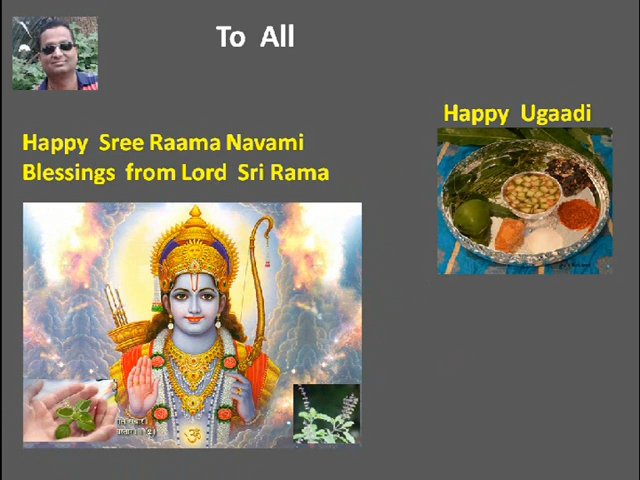 To All
Happy Ugaadi
Happy Sree Raama Navami
Blessings from Lord Sri Rama
ॐ